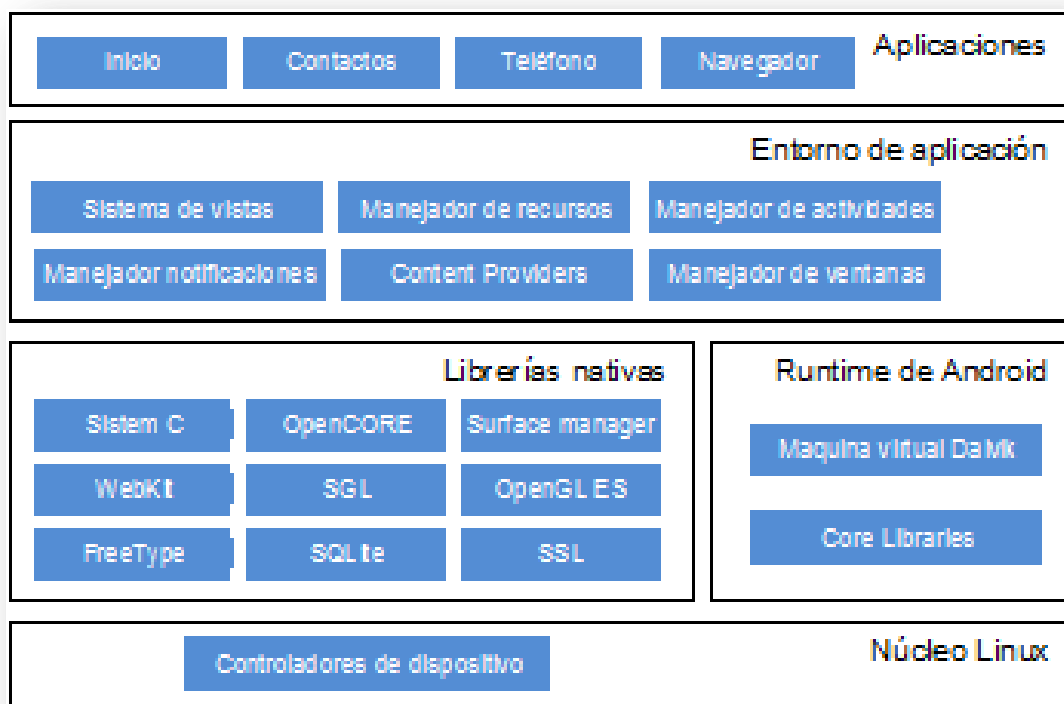 Aplicaciones
Inicio
Contactos
Teléfono
Navegador
Entorno de aplicación
Sistema de vistas
Manejador de recursos
Manejador de actividades
Manejador notificaciones
Content Providers
Manejador de ventanas
Librerías nativas
Sistem C
OpenCORE
Surface manager
WebKit
SGL
OpenGL ES
FreeType
SQLite
SSL
Runtime de Android
Maquina virtual Dalvik
Core Libraries
Núcleo Linux
Controladores de dispositivo